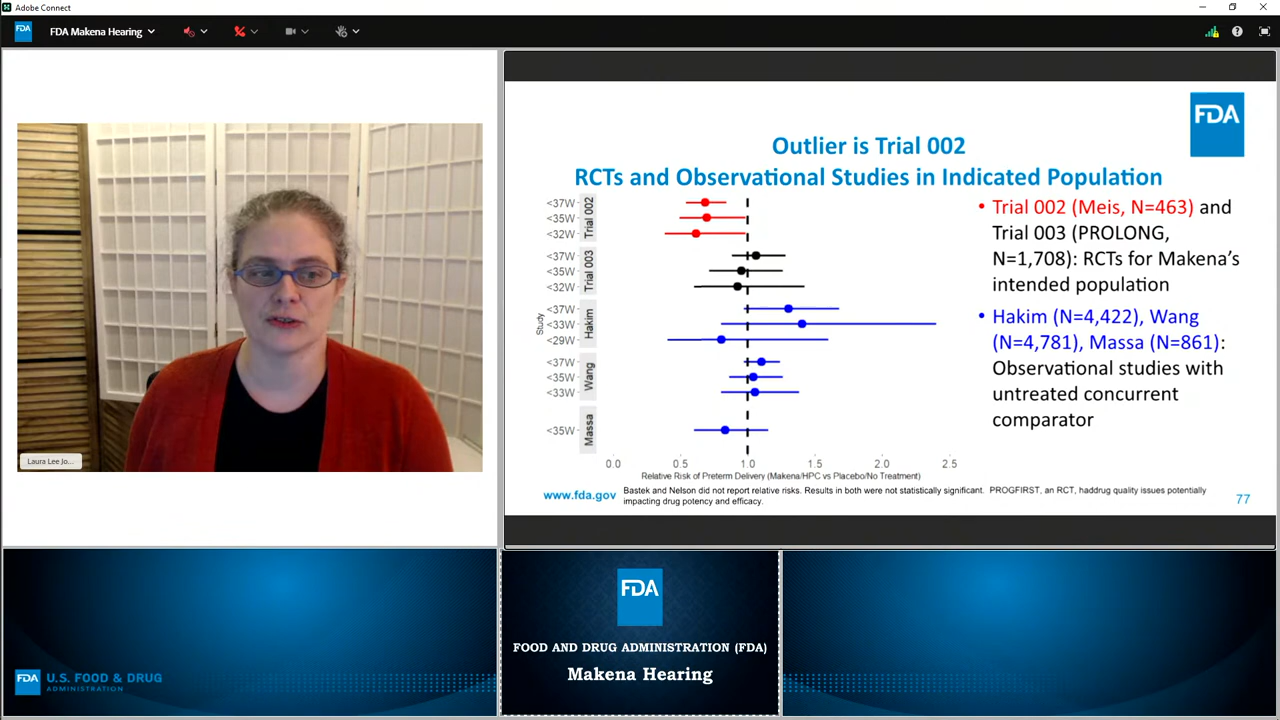 Adobe Connect
FDA
FDA Makena Hearing
FDA
Outlier is Trial 002
RCTs and Observational Studies in Indicated Population
<37W
<35W
<32W
Trial 002
<37W
<35W
<32W
Trial 003
<37W
<33W
<29W
Hakim
<37W
<35W
<33W
Wang
<35W
Massa
Study
0.0 0.5 1.0 1.5 2.0 2.5
Relative Risk of Preterm Delivery (Makena/HPC vs Placebo/No Treatment)
• Trial 002 (Meis, N=463) and
Trial 003 (PROLONG,
N=1,708): RCTs for Makena's
intended population
• Hakim (N=4,422), Wang
(N=4,781), Massa (N=861):
Observational studies with
untreated concurrent
comparator
www.fda.gov
Bastek and Nelson did not report relative risks. Results in both were not statistically significant. PROGFIRST, an RCT, haddrug quality issues potentially
impacting drug potency and efficacy.
77
Laura Lee Jo...
FDA U.S. FOOD & DRUG
ADMINISTRATION
FDA
FOOD AND DRUG ADMINISTRATION (FDA)
Makena Hearing